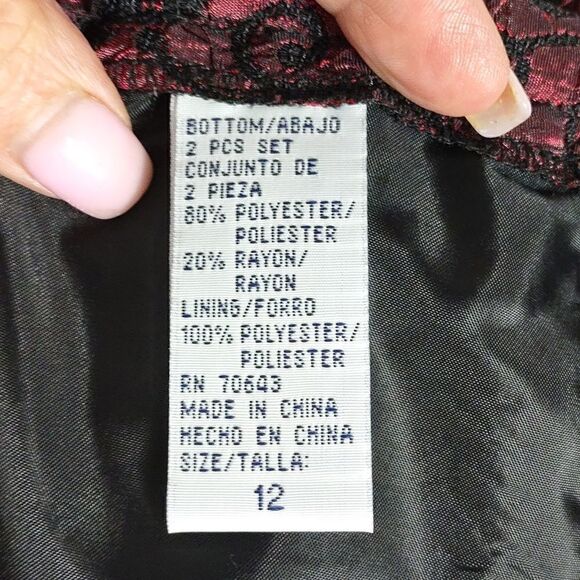 BOTTOM/ABAJO
2 PCS SET
CONJUNTO DE
2 PIEZA
80% POLYESTER/
POLIESTER
20% RAYON/
RAYON
LINING/FORRO
100% POLYESTER/
POLIESTER
RN 70643
MADE IN CHINA
HECHO EN CHINA
SIZE/TALLA:
12